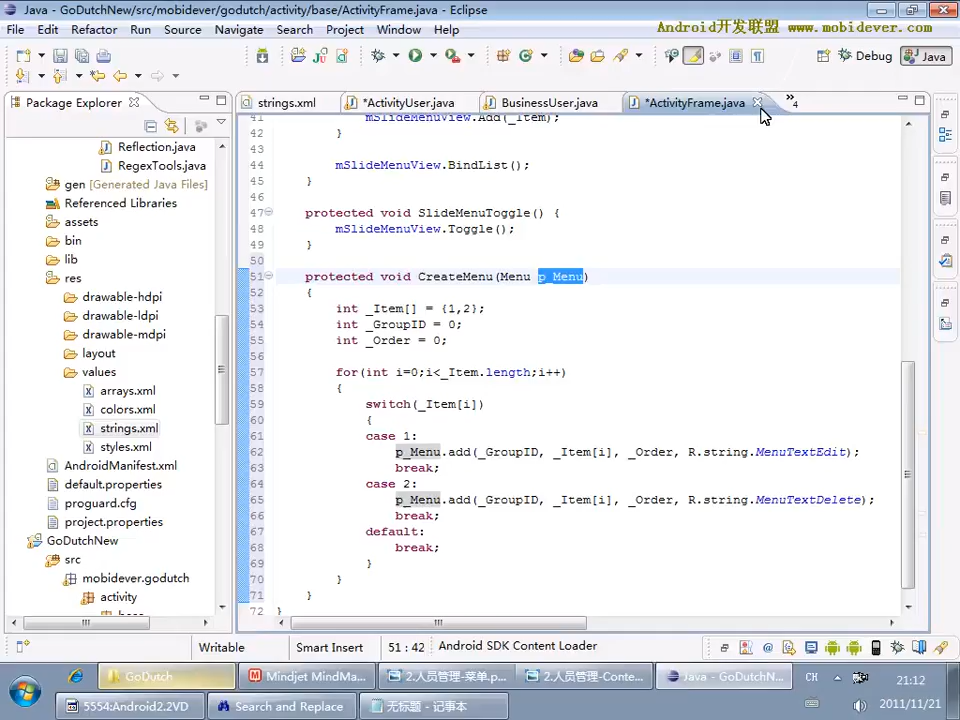 Java - GoDutchNew/src/mobidever/godutch/activity/base/ActivityFrame.java - Eclipse
File Edit Refactor Run Source Navigate Search Project Window Help
Android开发联盟 www.mobidever.com
Debug Java
Package Explorer
strings.xml *ActivityUser.java BusinessUser.java *ActivityFrame.java »4
Reflection.java
RegexTools.java
gen [Generated Java Files]
Referenced Libraries
assets
bin
lib
res
drawable-hdpi
drawable-ldpi
drawable-mdpi
layout
values
arrays.xml
colors.xml
strings.xml
styles.xml
AndroidManifest.xml
default.properties
proguard.cfg
project.properties
GoDutchNew
src
mobidever.godutch
activity
41 mSlideMenuView.Add(_Item);
42 }
43
44 mSlideMenuView.BindList();
45 }
46
47 protected void SlideMenuToggle() {
48 mSlideMenuView.Toggle();
49 }
50
51 protected void CreateMenu(Menu p_Menu)
52 {
53 int _Item[] = {1,2};
54 int _GroupID = 0;
55 int _Order = 0;
56
57 for(int i=0;i<_Item.length;i++)
58 {
59 switch(_Item[i])
60 {
61 case 1:
62 p_Menu.add(_GroupID, _Item[i], _Order, R.string.MenuTextEdit);
63 break;
64 case 2:
65 p_Menu.add(_GroupID, _Item[i], _Order, R.string.MenuTextDelete);
66 break;
67 default:
68 break;
69 }
70 }
71 }
72 }
Writable Smart Insert 51 : 42 Android SDK Content Loader
GoDutch Mindjet MindMa... 2.人员管理-菜单.p... 2.人员管理-Conte... Java - GoDutchN... CH 21:12
5554:Android2.2VD Search and Replace 无标题 - 记事本 2011/11/21